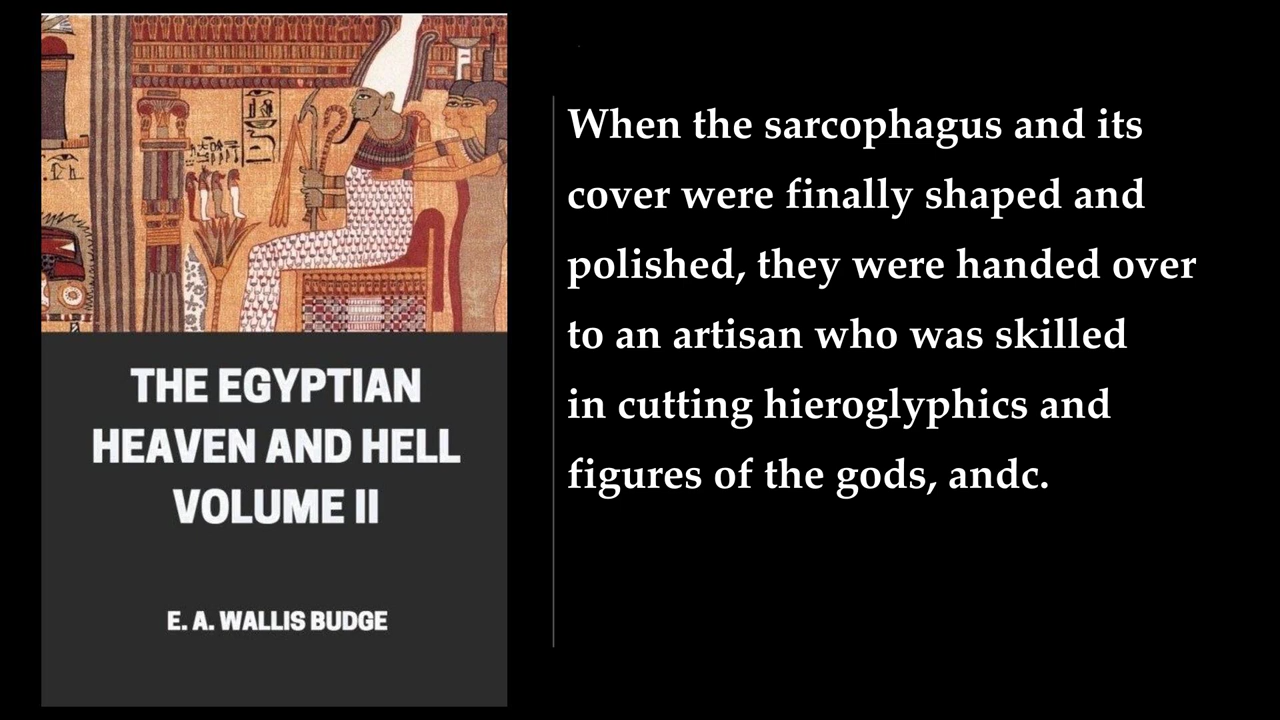 THE EGYPTIAN
HEAVEN AND HELL
VOLUME II
E. A. WALLIS BUDGE
When the sarcophagus and its
cover were finally shaped and
polished, they were handed over
to an artisan who was skilled
in cutting hieroglyphics and
figures of the gods, andc.